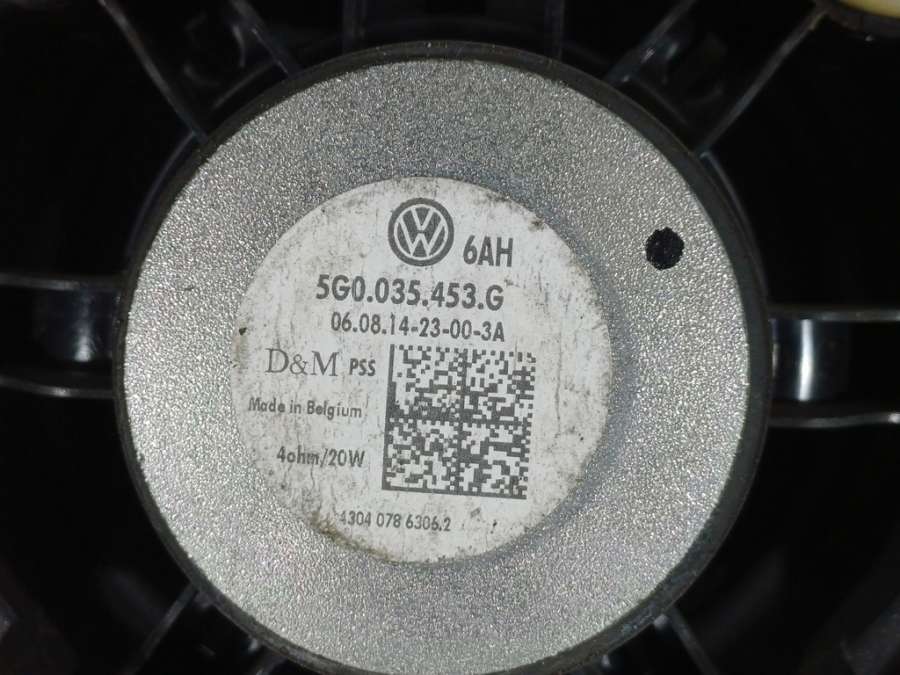 6AH
5G0.035.453.G
06.08.14-23-00-3A
D&M PSS
Made in Belgium
4ohm/20W
4304 078 6306.2